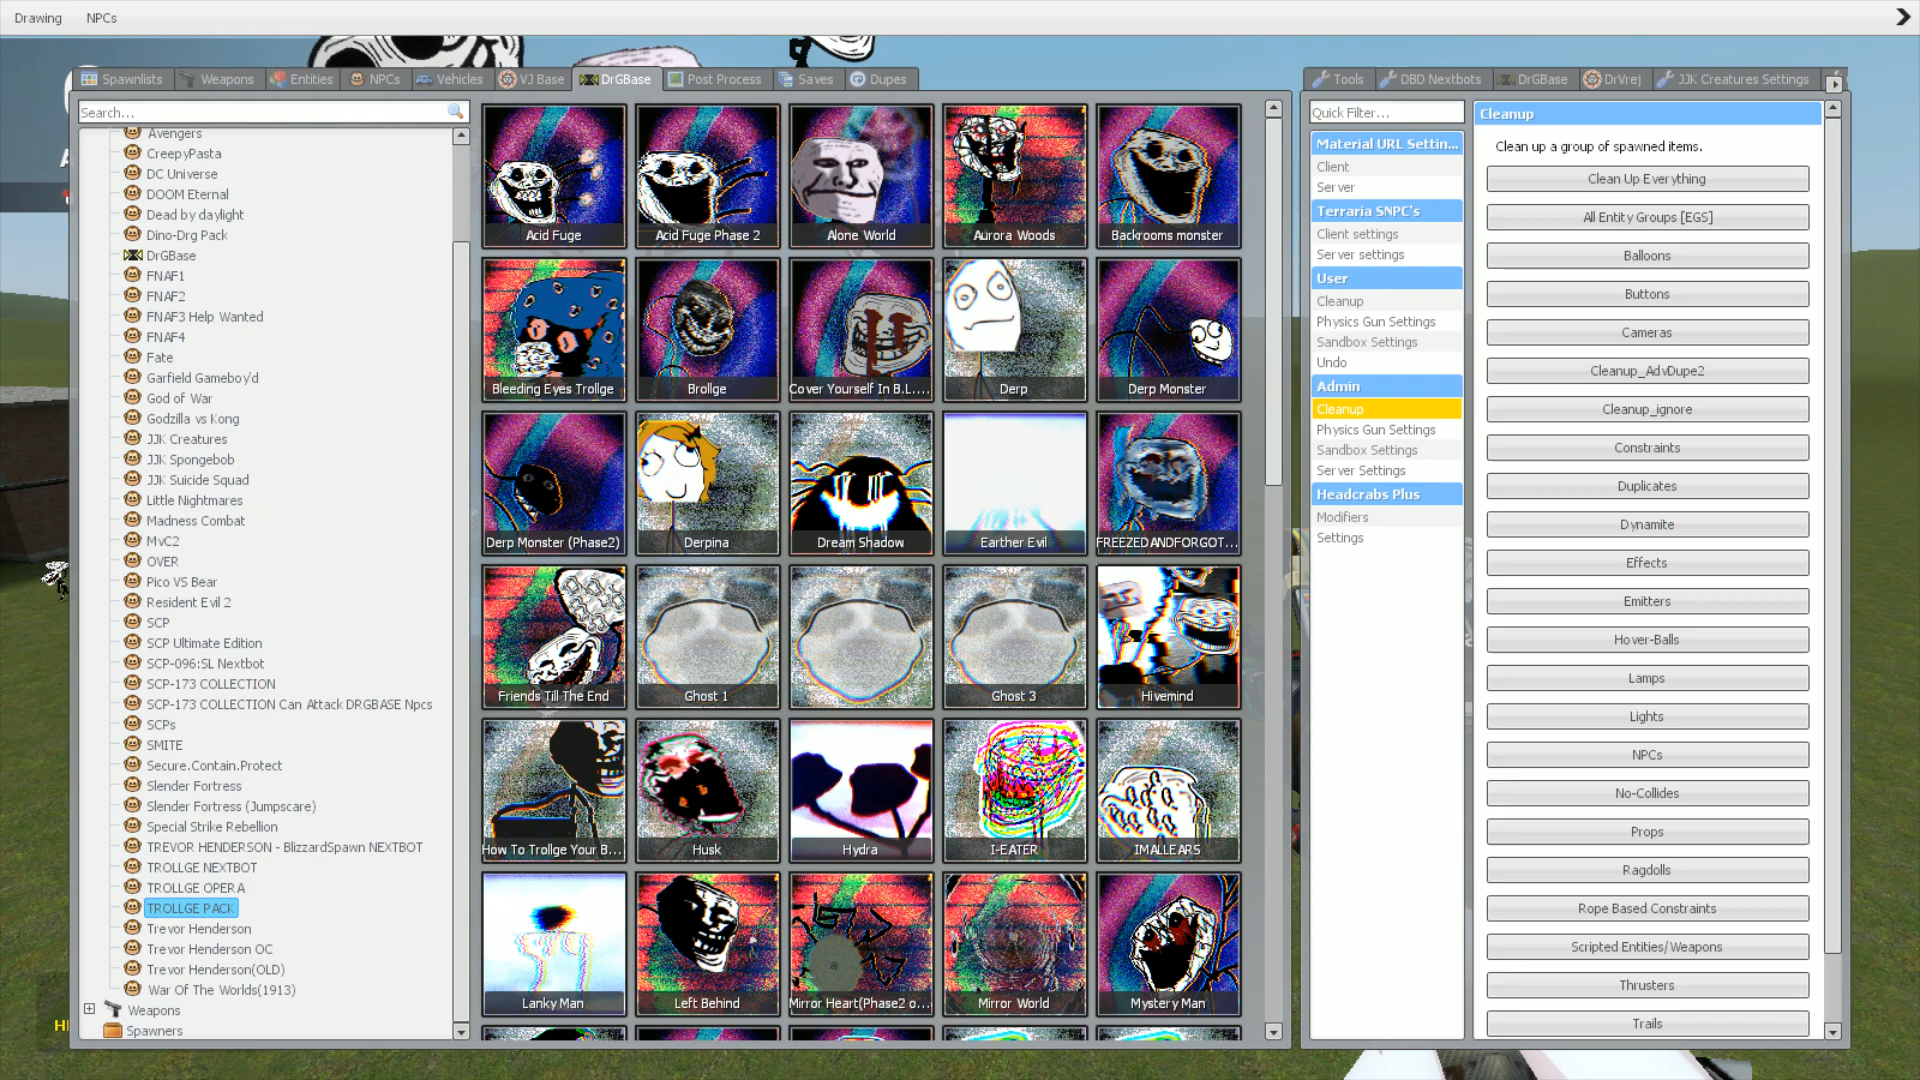 Drawing NPCs
Spawnlists Weapons Entities NPCs Vehicles VJ Base DrGBase Post Process Saves Dupes
Search...
Avengers
CreepyPasta
DC Universe
DOOM Eternal
Dead by daylight
Dino-Drg Pack
DrGBase
FNAF1
FNAF2
FNAF3 Help Wanted
FNAF4
Fate
Garfield Gameboy'd
God of War
Godzilla vs Kong
JJK Creatures
JJK Spongebob
JJK Suicide Squad
Little Nightmares
Madness Combat
MvC2
OVER
Pico VS Bear
Resident Evil 2
SCP
SCP Ultimate Edition
SCP-096:SL Nextbot
SCP-173 COLLECTION
SCP-173 COLLECTION Can Attack DRGBASE Npcs
SCPs
SMITE
Secure.Contain.Protect
Slender Fortress
Slender Fortress (Jumpscare)
Special Strike Rebellion
TREVOR HENDERSON - BlizzardSpawn NEXTBOT
TROLLGE NEXTBOT
TROLLGE OPERA
TROLLGE PACK
Trevor Henderson
Trevor Henderson OC
Trevor Henderson(OLD)
War Of The Worlds(1913)
Weapons
Spawners
Acid Fuge Acid Fuge Phase 2 Alone World Aurora Woods Backrooms monster
Bleeding Eyes Trollge Brollge Cover Yourself In B.L.... Derp Derp Monster
Derp Monster (Phase2) Derpina Dream Shadow Earther Evil FREEZEDANDFORGOT...
Friends Till The End Ghost 1 Ghost 3 Hivemind
How To Trollge Your B... Husk Hydra I-EATER IMALLEARS
Lanky Man Left Behind Mirror Heart(Phase2 o... Mirror World Mystery Man
Tools DBD Nextbots DrGBase DrVrej JJK Creatures Settings
Quick Filter...
Material URL Settin...
Client
Server
Terraria SNPC's
Client settings
Server settings
User
Cleanup
Physics Gun Settings
Sandbox Settings
Undo
Admin
Cleanup
Physics Gun Settings
Sandbox Settings
Server Settings
Headcrabs Plus
Modifiers
Settings
Cleanup
Clean up a group of spawned items.
Clean Up Everything
All Entity Groups [EGS]
Balloons
Buttons
Cameras
Cleanup_AdvDupe2
Cleanup_ignore
Constraints
Duplicates
Dynamite
Effects
Emitters
Hover-Balls
Lamps
Lights
NPCs
No-Collides
Props
Ragdolls
Rope Based Constraints
Scripted Entities/Weapons
Thrusters
Trails